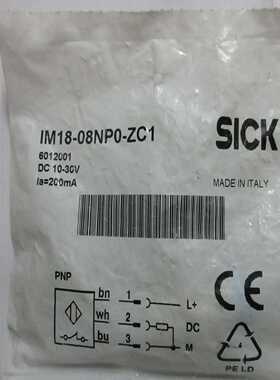 IM18-08NP0-ZC1
SICK
6012001
DC 10-30V
Ia=200mA
MADE IN ITALY
PNP
bn 1 L+
wh 2 DC
bu 3 M
CE
4
PE LD